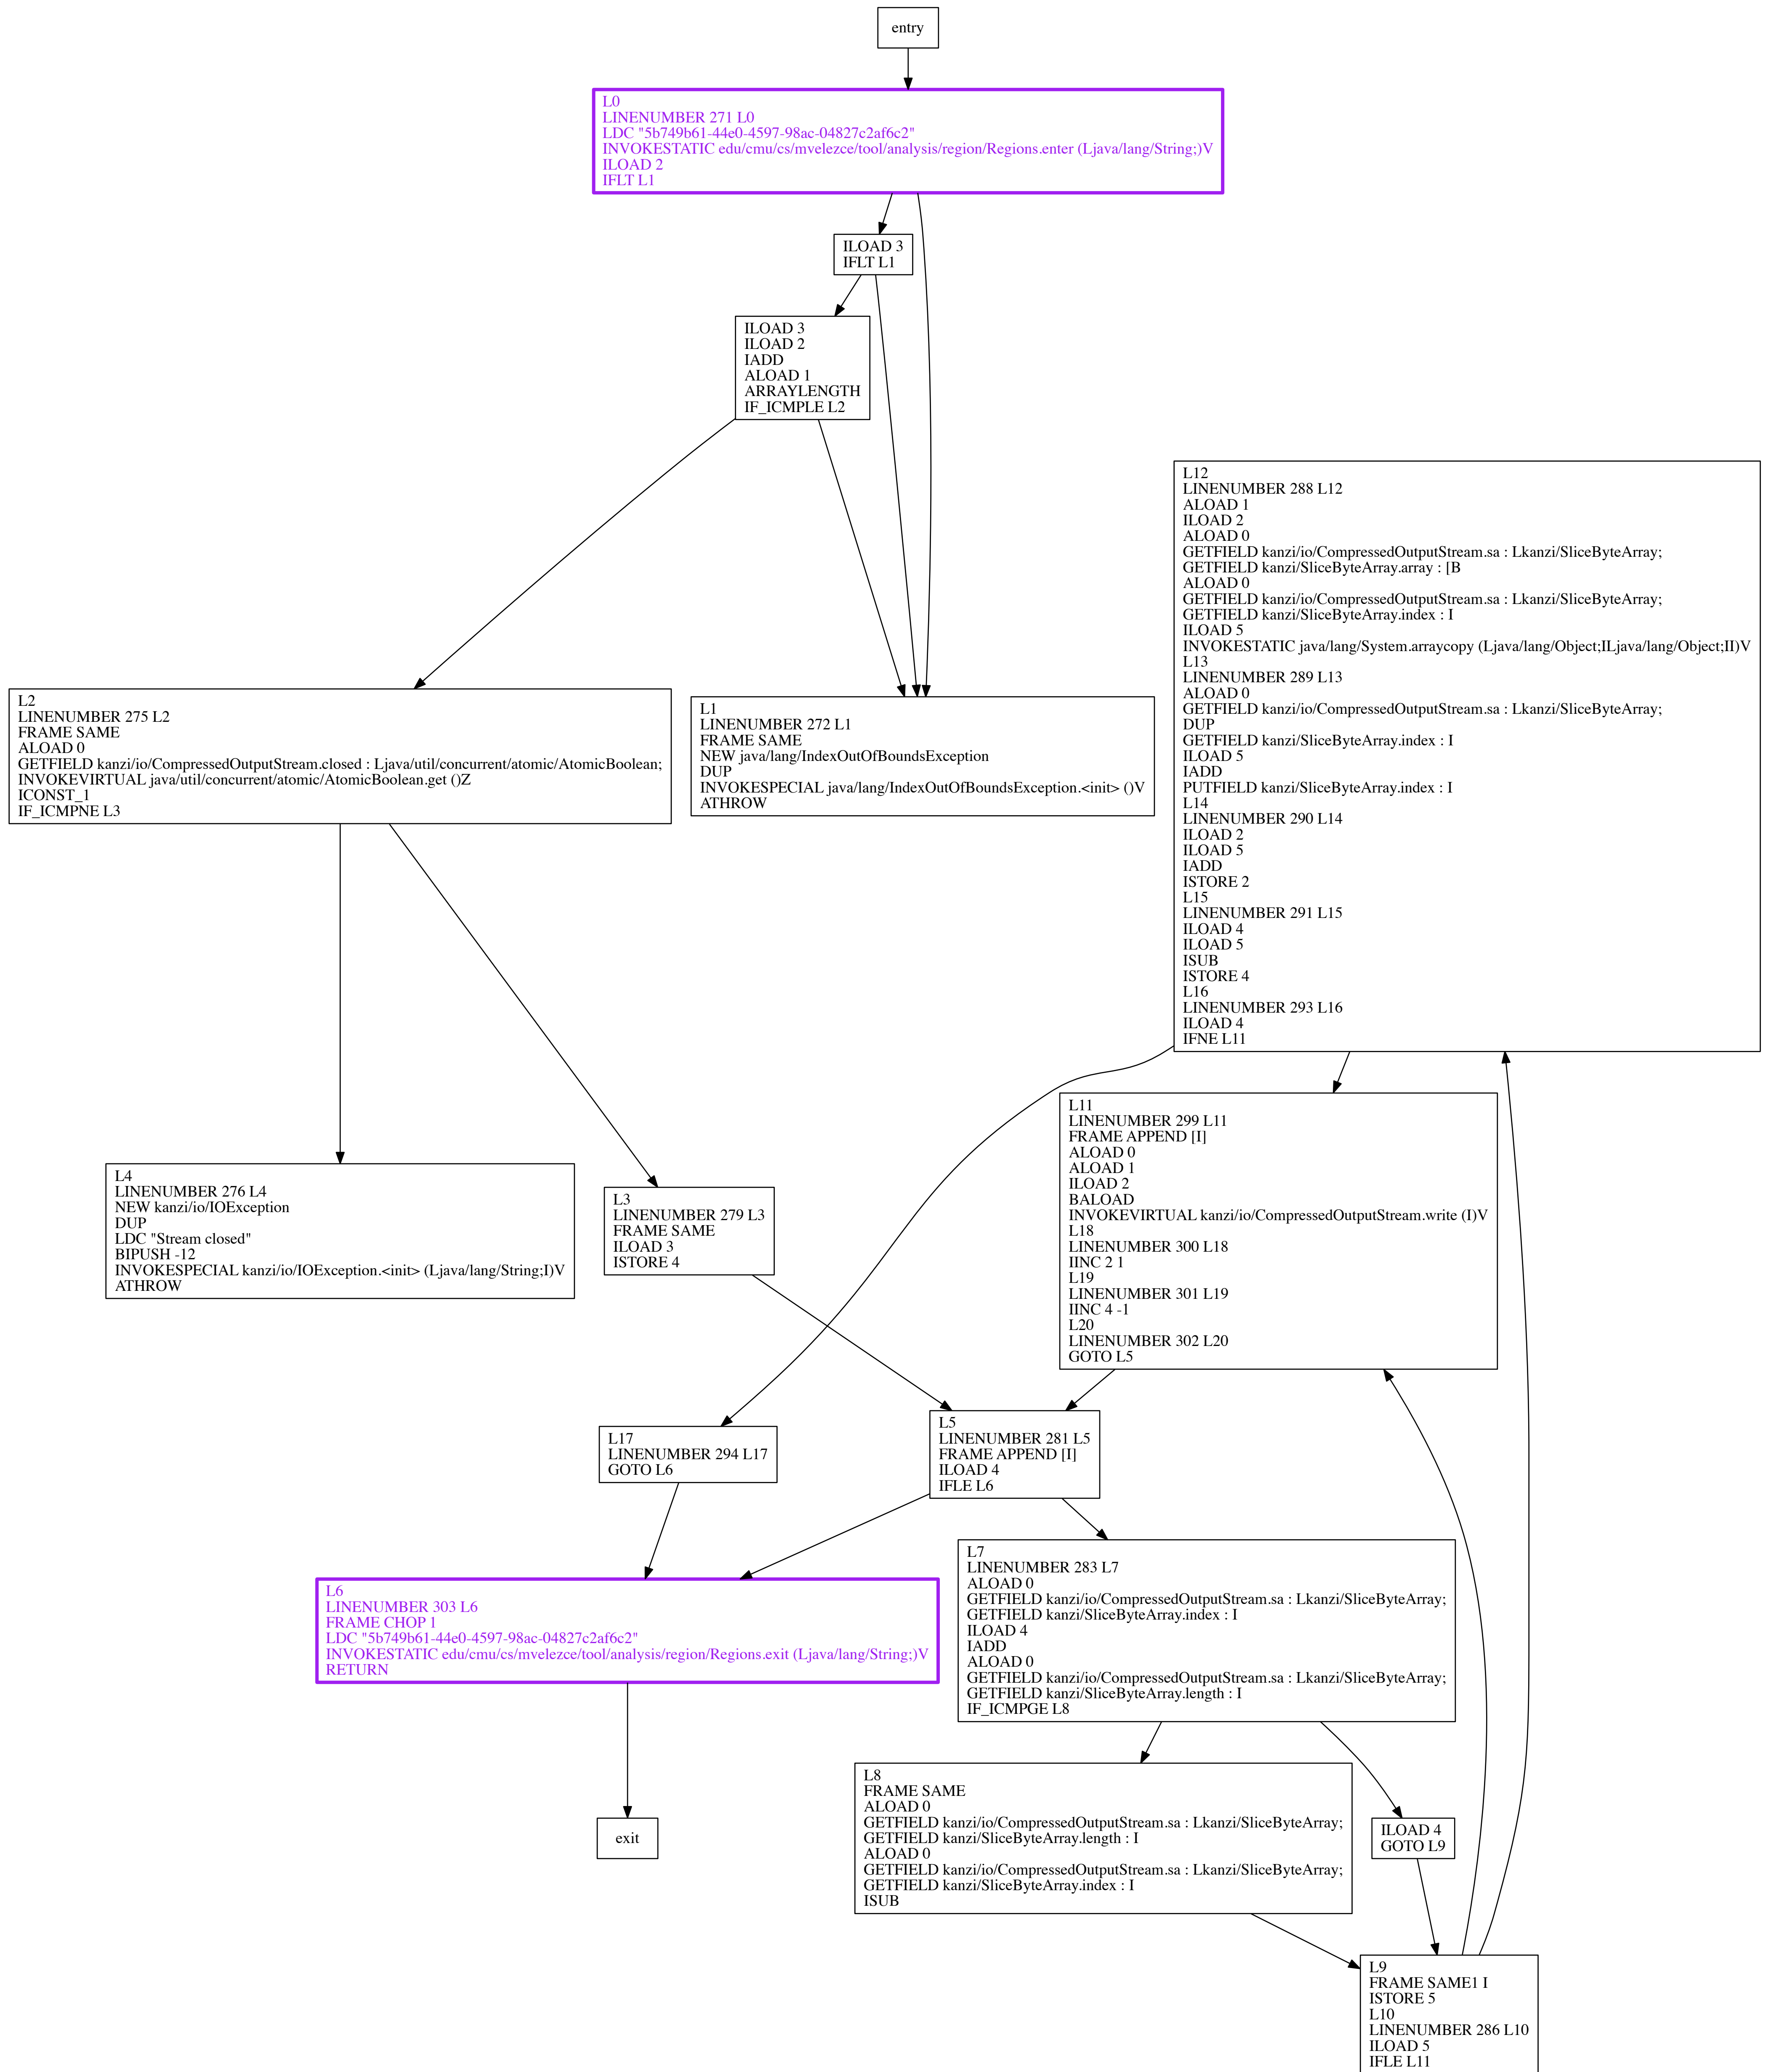 entry
L0
LINENUMBER 271 L0
LDC "5b749b61-44e0-4597-98ac-04827c2af6c2"
INVOKESTATIC edu/cmu/cs/mvelezce/tool/analysis/region/Regions.enter (Ljava/lang/String;)V
ILOAD 2
IFLT L1
ILOAD 3
IFLT L1
ILOAD 3
ILOAD 2
IADD
ALOAD 1
ARRAYLENGTH
IF_ICMPLE L2
L12
LINENUMBER 288 L12
ALOAD 1
ILOAD 2
ALOAD 0
GETFIELD kanzi/io/CompressedOutputStream.sa : Lkanzi/SliceByteArray;
GETFIELD kanzi/SliceByteArray.array : [B
ALOAD 0
GETFIELD kanzi/io/CompressedOutputStream.sa : Lkanzi/SliceByteArray;
GETFIELD kanzi/SliceByteArray.index : I
ILOAD 5
INVOKESTATIC java/lang/System.arraycopy (Ljava/lang/Object;ILjava/lang/Object;II)V
L13
LINENUMBER 289 L13
ALOAD 0
GETFIELD kanzi/io/CompressedOutputStream.sa : Lkanzi/SliceByteArray;
DUP
GETFIELD kanzi/SliceByteArray.index : I
ILOAD 5
IADD
PUTFIELD kanzi/SliceByteArray.index : I
L14
LINENUMBER 290 L14
ILOAD 2
ILOAD 5
IADD
ISTORE 2
L15
LINENUMBER 291 L15
ILOAD 4
ILOAD 5
ISUB
ISTORE 4
L16
LINENUMBER 293 L16
ILOAD 4
IFNE L11
L2
LINENUMBER 275 L2
FRAME SAME
ALOAD 0
GETFIELD kanzi/io/CompressedOutputStream.closed : Ljava/util/concurrent/atomic/AtomicBoolean;
INVOKEVIRTUAL java/util/concurrent/atomic/AtomicBoolean.get ()Z
ICONST_1
IF_ICMPNE L3
L1
LINENUMBER 272 L1
FRAME SAME
NEW java/lang/IndexOutOfBoundsException
DUP
INVOKESPECIAL java/lang/IndexOutOfBoundsException.<init> ()V
ATHROW
L11
LINENUMBER 299 L11
FRAME APPEND [I]
ALOAD 0
ALOAD 1
ILOAD 2
BALOAD
INVOKEVIRTUAL kanzi/io/CompressedOutputStream.write (I)V
L18
LINENUMBER 300 L18
IINC 2 1
L19
LINENUMBER 301 L19
IINC 4 -1
L20
LINENUMBER 302 L20
GOTO L5
L4
LINENUMBER 276 L4
NEW kanzi/io/IOException
DUP
LDC "Stream closed"
BIPUSH -12
INVOKESPECIAL kanzi/io/IOException.<init> (Ljava/lang/String;I)V
ATHROW
L3
LINENUMBER 279 L3
FRAME SAME
ILOAD 3
ISTORE 4
L17
LINENUMBER 294 L17
GOTO L6
L5
LINENUMBER 281 L5
FRAME APPEND [I]
ILOAD 4
IFLE L6
L6
LINENUMBER 303 L6
FRAME CHOP 1
LDC "5b749b61-44e0-4597-98ac-04827c2af6c2"
INVOKESTATIC edu/cmu/cs/mvelezce/tool/analysis/region/Regions.exit (Ljava/lang/String;)V
RETURN
L7
LINENUMBER 283 L7
ALOAD 0
GETFIELD kanzi/io/CompressedOutputStream.sa : Lkanzi/SliceByteArray;
GETFIELD kanzi/SliceByteArray.index : I
ILOAD 4
IADD
ALOAD 0
GETFIELD kanzi/io/CompressedOutputStream.sa : Lkanzi/SliceByteArray;
GETFIELD kanzi/SliceByteArray.length : I
IF_ICMPGE L8
L8
FRAME SAME
ALOAD 0
GETFIELD kanzi/io/CompressedOutputStream.sa : Lkanzi/SliceByteArray;
GETFIELD kanzi/SliceByteArray.length : I
ALOAD 0
GETFIELD kanzi/io/CompressedOutputStream.sa : Lkanzi/SliceByteArray;
GETFIELD kanzi/SliceByteArray.index : I
ISUB
exit
ILOAD 4
GOTO L9
L9
FRAME SAME1 I
ISTORE 5
L10
LINENUMBER 286 L10
ILOAD 5
IFLE L11